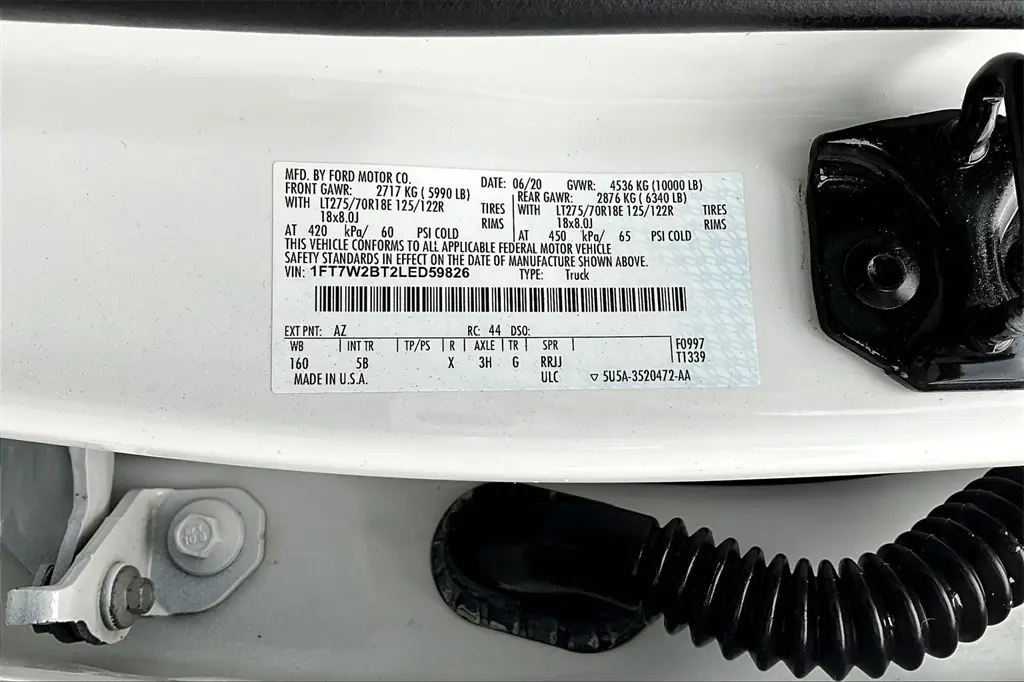 MFD. BY FORD MOTOR CO. DATE: 06/20 GVWR: 4536 KG (10000 LB)
FRONT GAWR: 2717 KG ( 5990 LB) REAR GAWR: 2876 KG ( 6340 LB)
WITH LT275/70R18E 125/122R TIRES WITH LT275/70R18E 125/122R TIRES
18x8.0J RIMS 18x8.0J RIMS
AT 420 kPa/ 60 PSI COLD AT 450 kPa/ 65 PSI COLD
THIS VEHICLE CONFORMS TO ALL APPLICABLE FEDERAL MOTOR VEHICLE
SAFETY STANDARDS IN EFFECT ON THE DATE OF MANUFACTURE SHOWN ABOVE.
VIN: 1FT7W2BT2LED59826 TYPE: Truck
EXT PNT: AZ RC: 44 DSO:
WB INT TR TP/PS R AXLE TR SPR F0997
160 5B X 3H G RRJJ T1339
MADE IN U.S.A. ULC ▽ 5U5A-3520472-AA